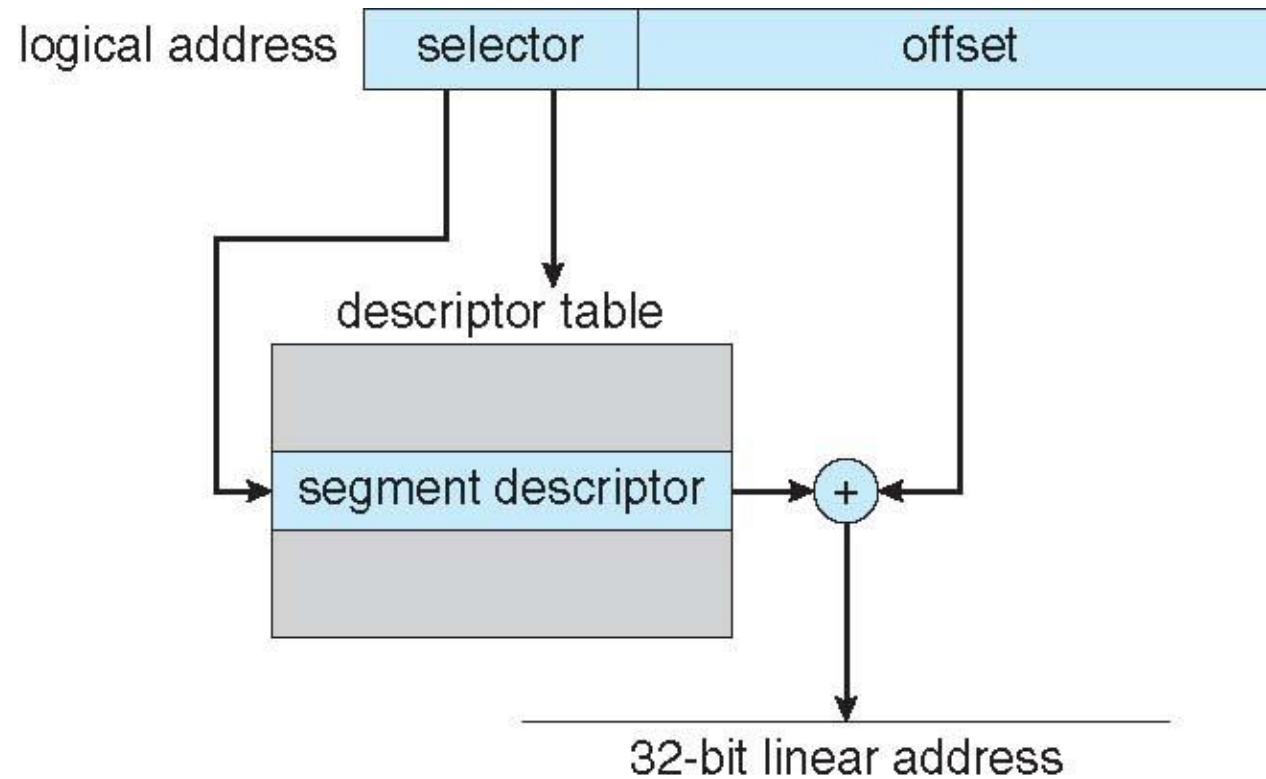 logical address selector offset
descriptor table
segment descriptor +
32-bit linear address